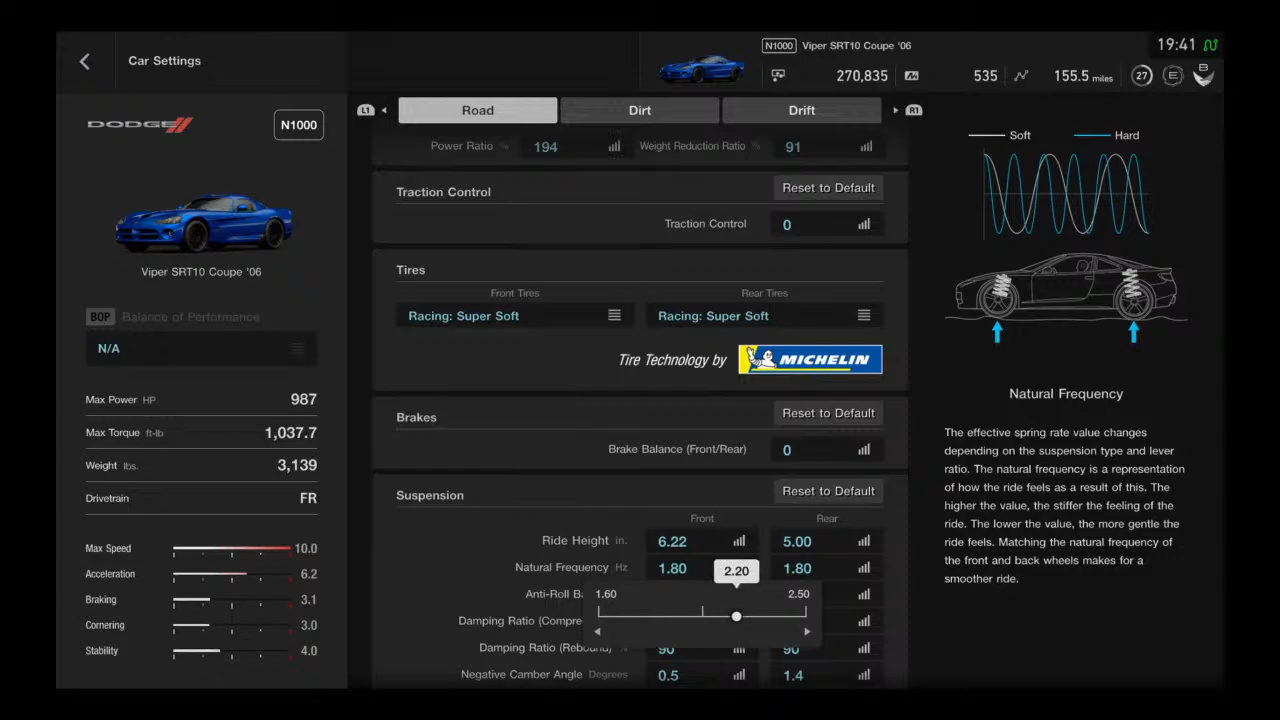 Car Settings
N1000 Viper SRT10 Coupe '06
19:41
270,835 535 155.5 miles 27 E B
DODGE
N1000
Viper SRT10 Coupe '06
BOP Balance of Performance
N/A
Max Power HP 987
Max Torque ft-lb 1,037.7
Weight lbs. 3,139
Drivetrain FR
Max Speed 10.0
Acceleration 6.2
Braking 3.1
Cornering 3.0
Stability 4.0
L1 Road Dirt Drift R1
Power Ratio % 194 Weight Reduction Ratio % 91
Traction Control Reset to Default
Traction Control 0
Tires
Front Tires Rear Tires
Racing: Super Soft Racing: Super Soft
Tire Technology by MICHELIN
Brakes Reset to Default
Brake Balance (Front/Rear) 0
Suspension Reset to Default
Front Rear
Ride Height in. 6.22 5.00
Natural Frequency Hz 1.80 1.80
2.20
Anti-Roll Ba
1.60 2.50
Damping Ratio (Compre
Damping Ratio (Rebound) % 90 90
Negative Camber Angle Degrees 0.5 1.4
Soft Hard
Natural Frequency
The effective spring rate value changes
depending on the suspension type and lever
ratio. The natural frequency is a representation
of how the ride feels as a result of this. The
higher the value, the stiffer the feeling of the
ride. The lower the value, the more gentle the
ride feels. Matching the natural frequency of
the front and back wheels makes for a
smoother ride.